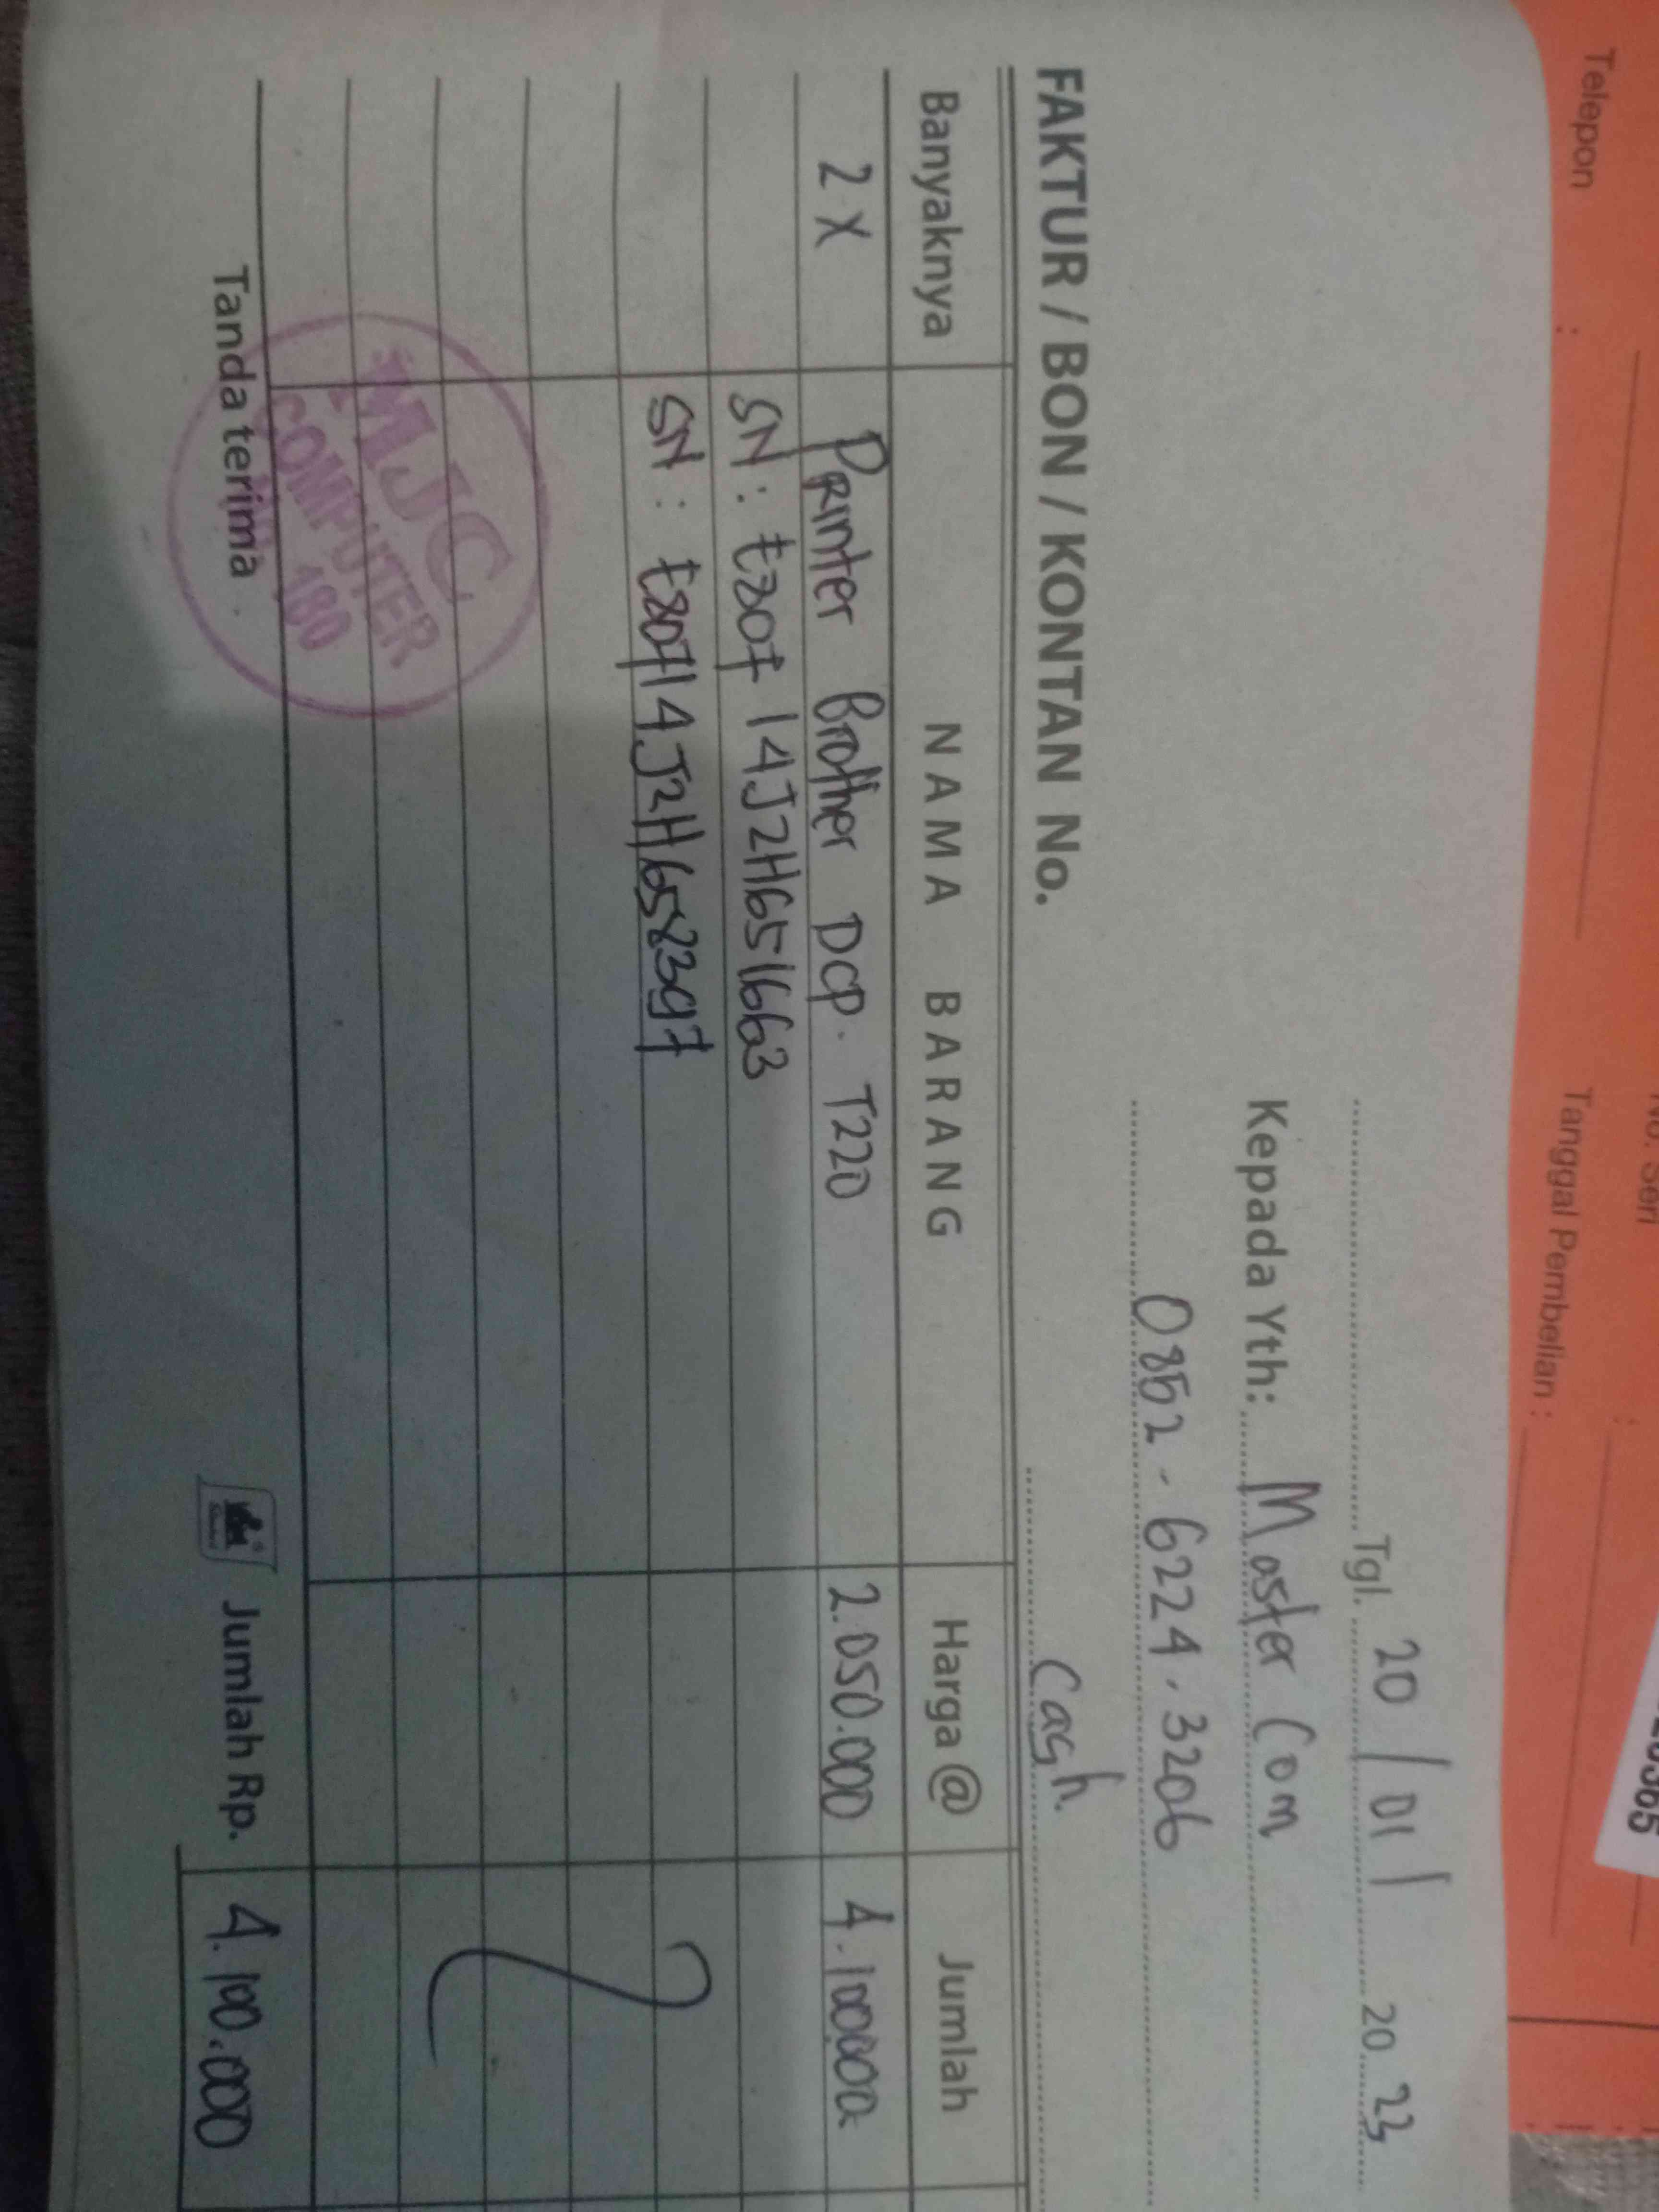 No. Seri :
Telepon :
Tanggal Pembelian :
Tgl. 20 / 01 / 20 23
Kepada Yth: Master Com
0852 - 6224.3206
FAKTUR / BON / KONTAN No.
Cash.
Banyaknya NAMA BARANG Harga @ Jumlah
2 X Printer Brother DCP. T220 2.050.000 4.100.000
SN : E80714J2H651663
SN : E80714J2H658397
MJC
COMPUTER
180
Tanda terima
Jumlah Rp. 4.100.000